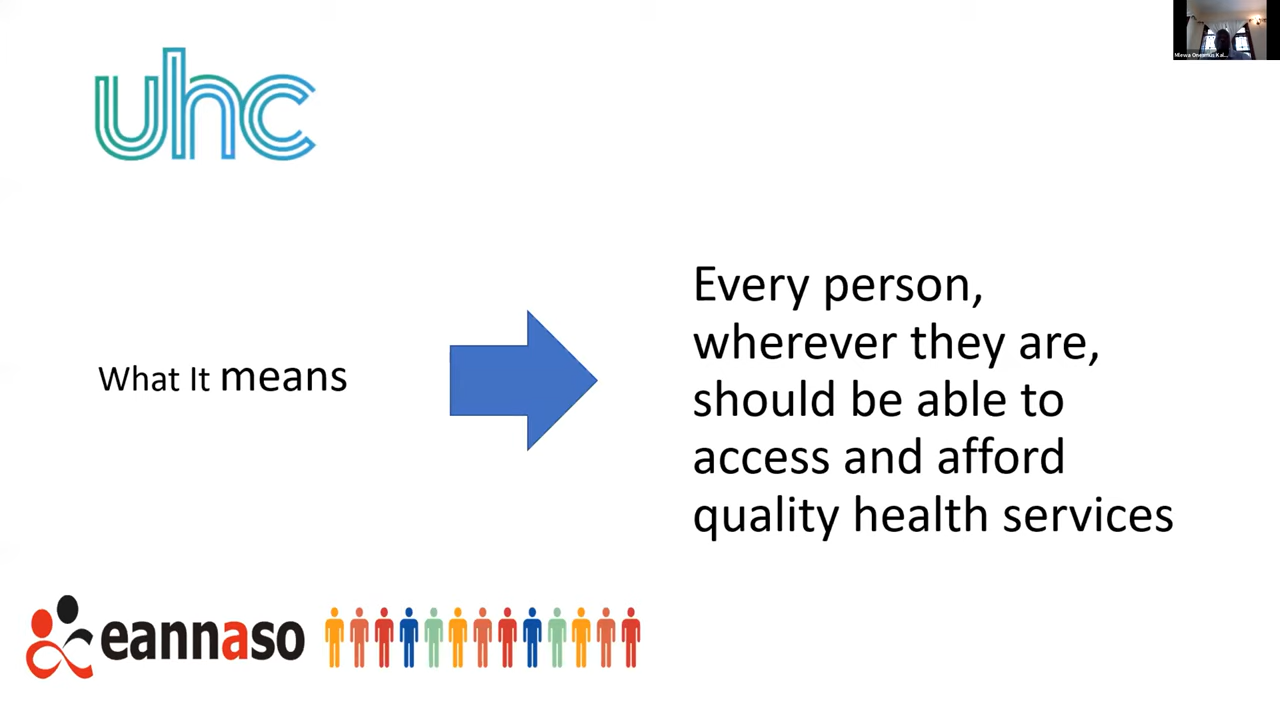 uhc
What It means
Every person,
wherever they are,
should be able to
access and afford
quality health services
eannaso